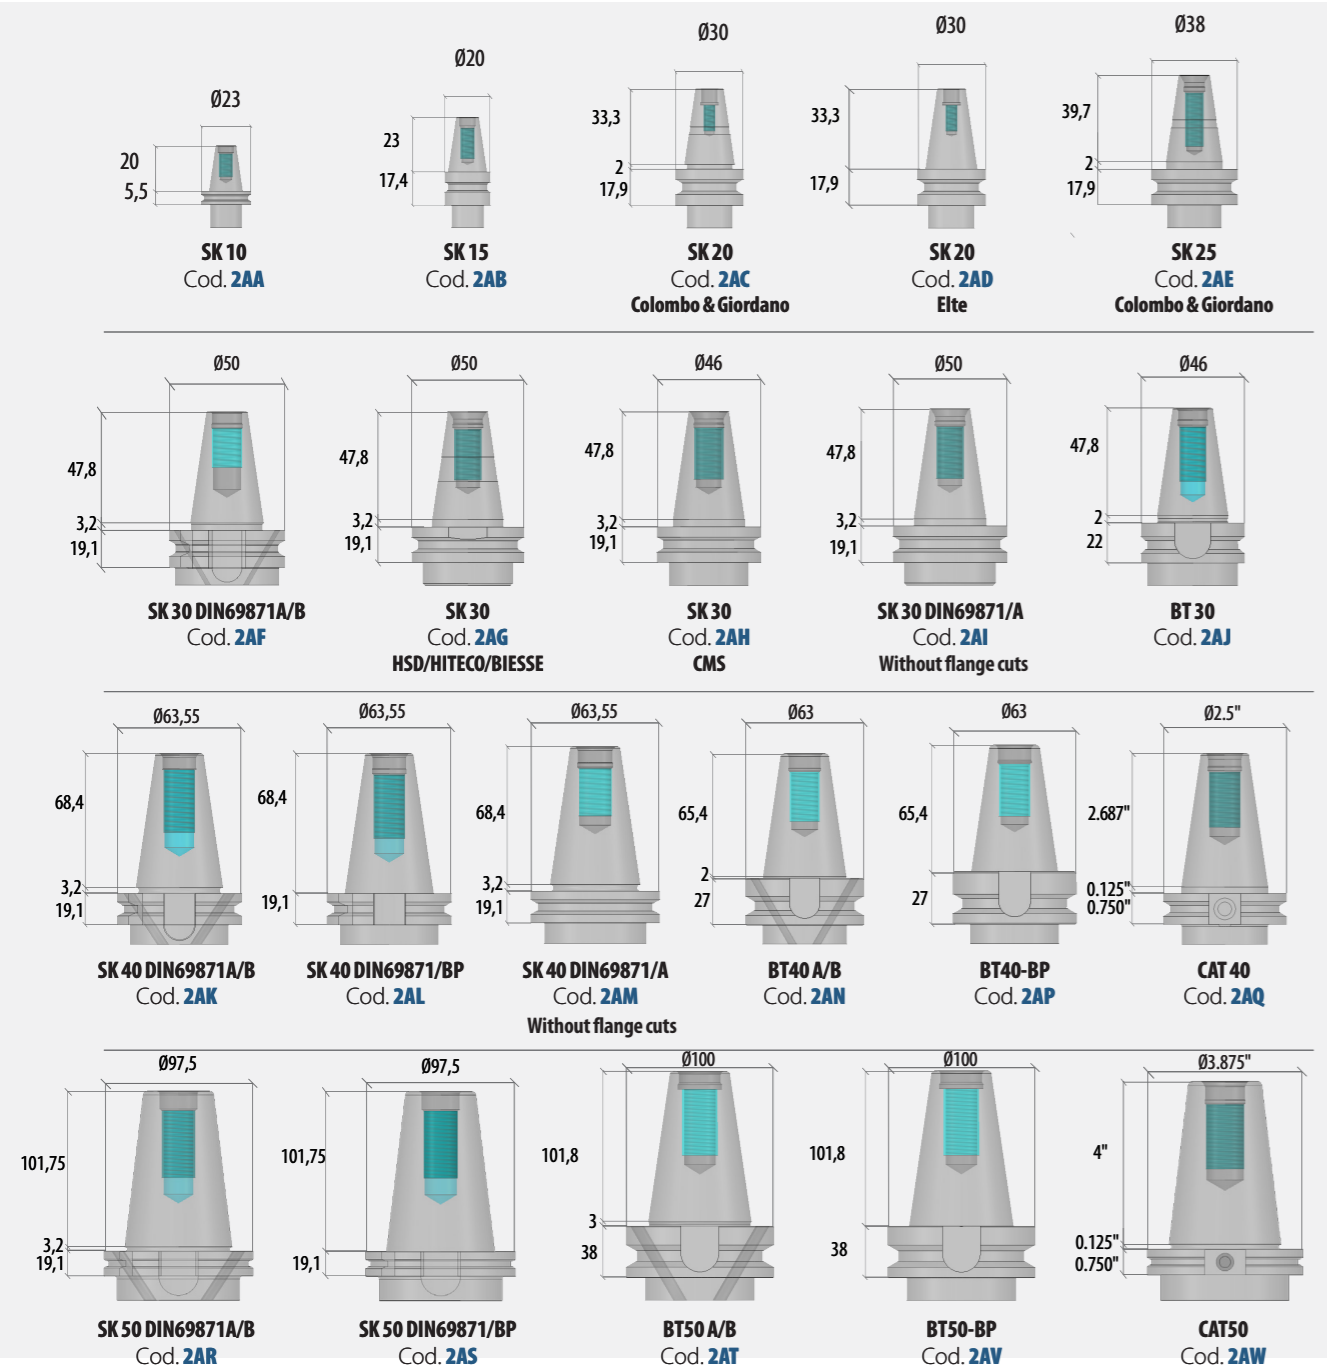 Ø23
20
5,5
SK 10
Cod. 2AA
Ø20
23
17,4
SK 15
Cod. 2AB
Ø30
33,3
2
17,9
SK 20
Cod. 2AC
Colombo & Giordano
Ø30
33,3
17,9
SK 20
Cod. 2AD
Elte
Ø38
39,7
2
17,9
SK 25
Cod. 2AE
Colombo & Giordano
Ø50
47,8
3,2
19,1
SK 30 DIN69871A/B
Cod. 2AF
Ø50
47,8
3,2
19,1
SK 30
Cod. 2AG
HSD/HITECO/BIESSE
Ø46
47,8
3,2
19,1
SK 30
Cod. 2AH
CMS
Ø50
47,8
3,2
19,1
SK 30 DIN69871/A
Cod. 2AI
Without flange cuts
Ø46
47,8
2
22
BT 30
Cod. 2AJ
Ø63,55
68,4
3,2
19,1
SK 40 DIN69871A/B
Cod. 2AK
Ø63,55
68,4
19,1
SK 40 DIN69871/BP
Cod. 2AL
Ø63,55
68,4
3,2
19,1
SK 40 DIN69871/A
Cod. 2AM
Without flange cuts
Ø63
65,4
2
27
BT40 A/B
Cod. 2AN
Ø63
65,4
27
BT40-BP
Cod. 2AP
Ø2.5"
2.687"
0.125"
0.750"
CAT 40
Cod. 2AQ
Ø97,5
101,75
3,2
19,1
SK 50 DIN69871A/B
Cod. 2AR
Ø97,5
101,75
19,1
SK 50 DIN69871/BP
Cod. 2AS
Ø100
101,8
3
38
BT50 A/B
Cod. 2AT
Ø100
101,8
38
BT50-BP
Cod. 2AV
Ø3.875"
4"
0.125"
0.750"
CAT50
Cod. 2AW